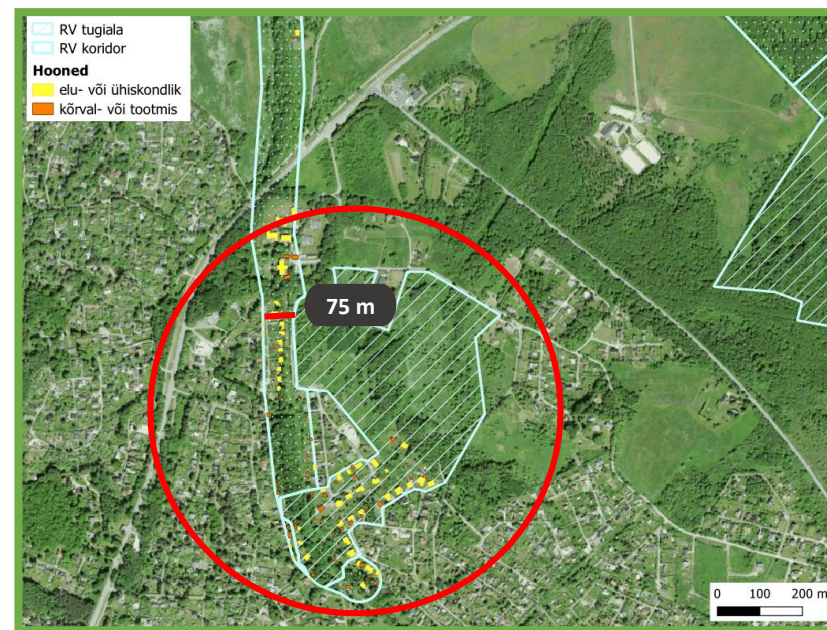 RV tugiala
RV koridor
Hooned
elu- või ühiskondlik
kõrval- või tootmis
75 m
0 100 200 m